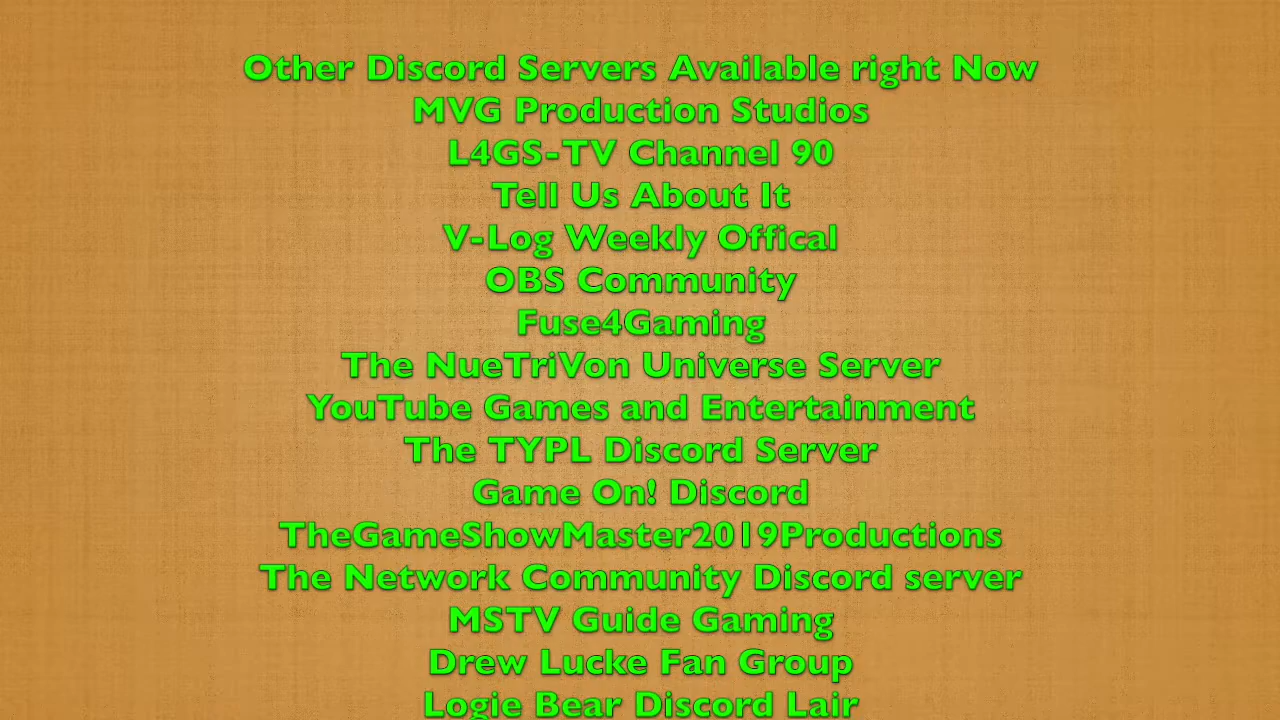 Other Discord Servers Available right Now
MVG Production Studios
L4GS-TV Channel 90
Tell Us About It
V-Log Weekly Offical
OBS Community
Fuse4Gaming
The NueTriVon Universe Server
YouTube Games and Entertainment
The TYPL Discord Server
Game On! Discord
TheGameShowMaster2019Productions
The Network Community Discord server
MSTV Guide Gaming
Drew Lucke Fan Group
Logie Bear Discord Lair